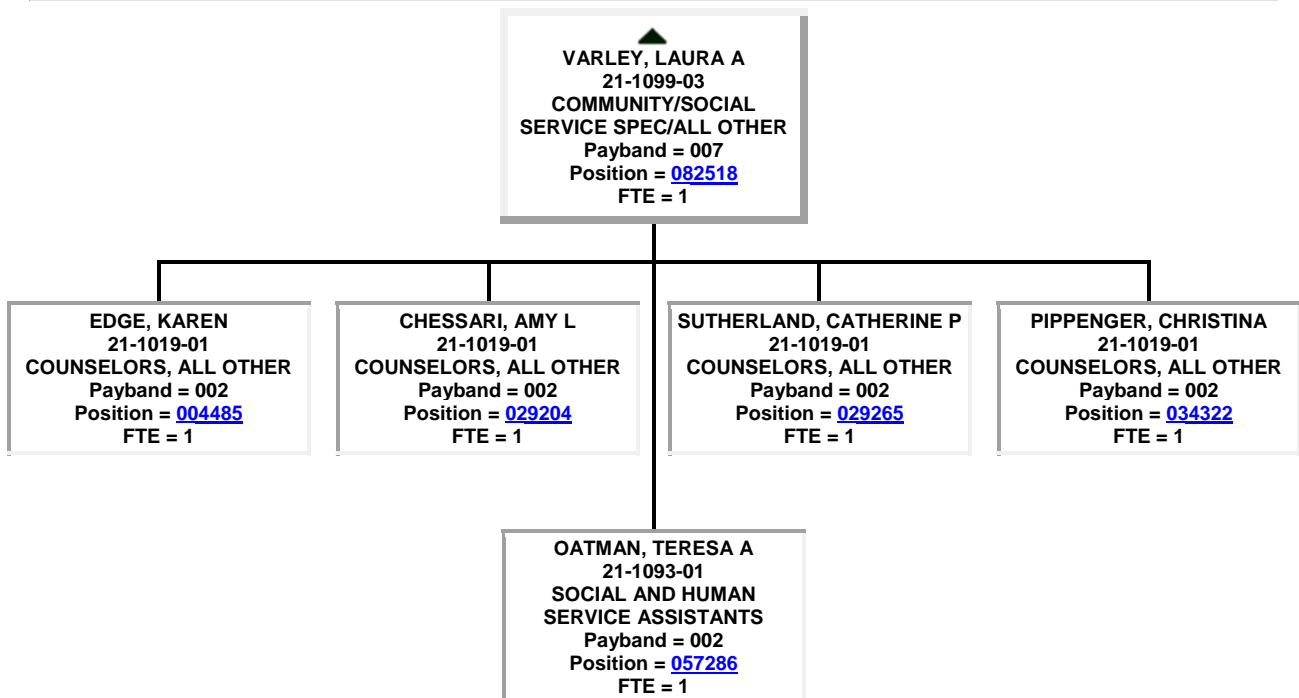 VARLEY, LAURA A
21-1099-03
COMMUNITY/SOCIAL
SERVICE SPEC/ALL OTHER
Payband = 007
Position = 082518
FTE = 1
EDGE, KAREN
21-1019-01
COUNSELORS, ALL OTHER
Payband = 002
Position = 004485
FTE = 1
CHESSARI, AMY L
21-1019-01
COUNSELORS, ALL OTHER
Payband = 002
Position = 029204
FTE = 1
SUTHERLAND, CATHERINE P
21-1019-01
COUNSELORS, ALL OTHER
Payband = 002
Position = 029265
FTE = 1
PIPPENGER, CHRISTINA
21-1019-01
COUNSELORS, ALL OTHER
Payband = 002
Position = 034322
FTE = 1
OATMAN, TERESA A
21-1093-01
SOCIAL AND HUMAN
SERVICE ASSISTANTS
Payband = 002
Position = 057286
FTE = 1